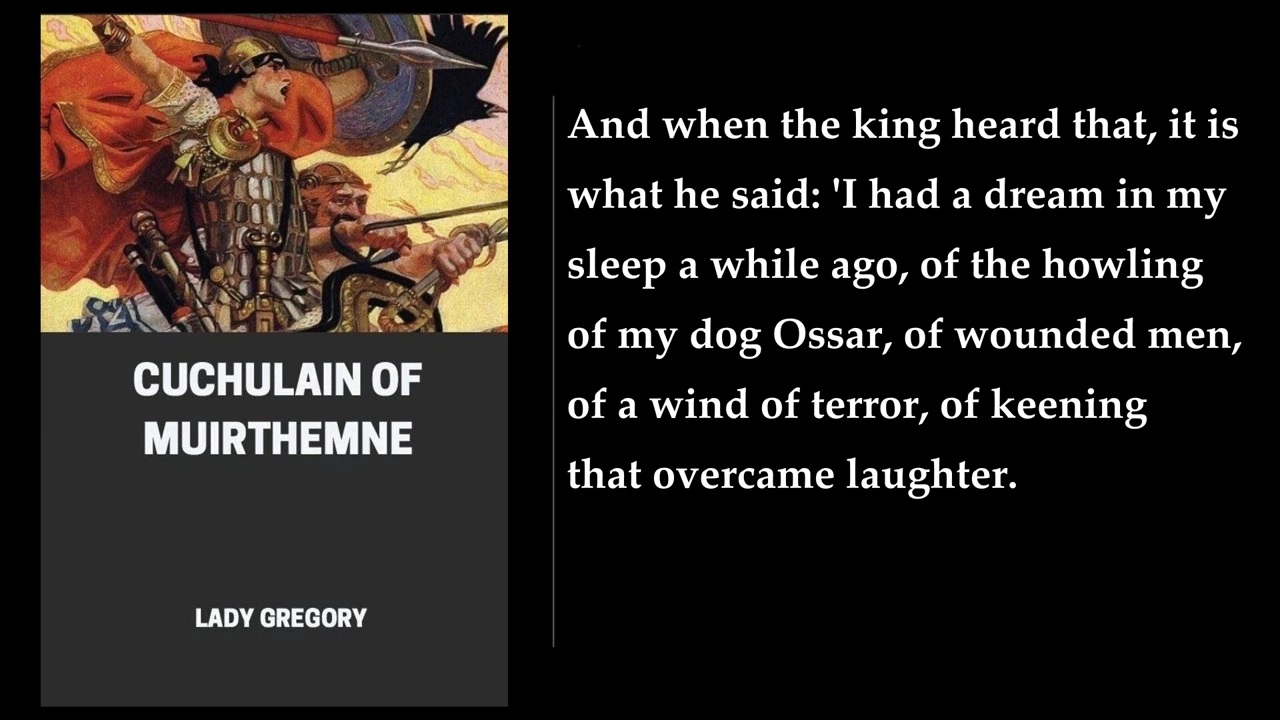 CUCHULAIN OF
MUIRTHEMNE
LADY GREGORY
And when the king heard that, it is
what he said: 'I had a dream in my
sleep a while ago, of the howling
of my dog Ossar, of wounded men,
of a wind of terror, of keening
that overcame laughter.